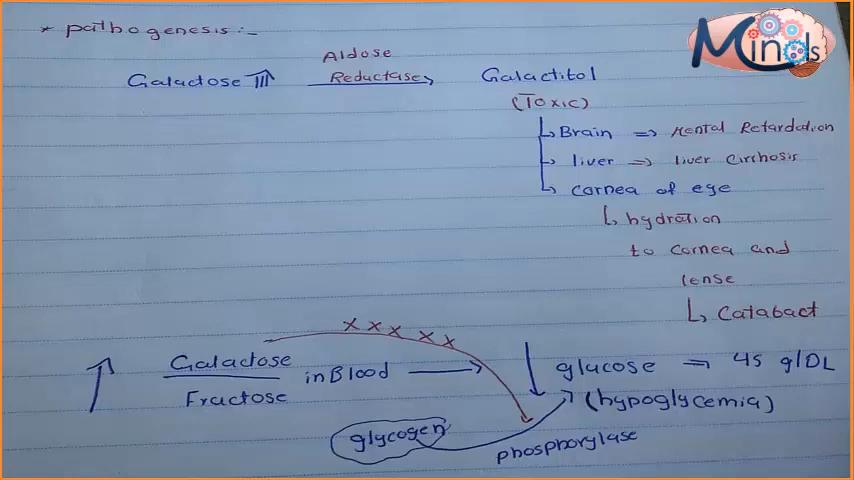 * pathogenesis:-
Minds
Galactose ⇑ Aldose Reductase → Galactitol
(Toxic)
Brain => Mental Retardation
liver => liver Cirrhosis
cornea of eye
hydration
to cornea and
lense
Catabact
x x x x x
↑ Galactose / Fractose in Blood → ↓ glucose => 45 g/DL
(hypoglycemia)
glycogen
phosphorylase